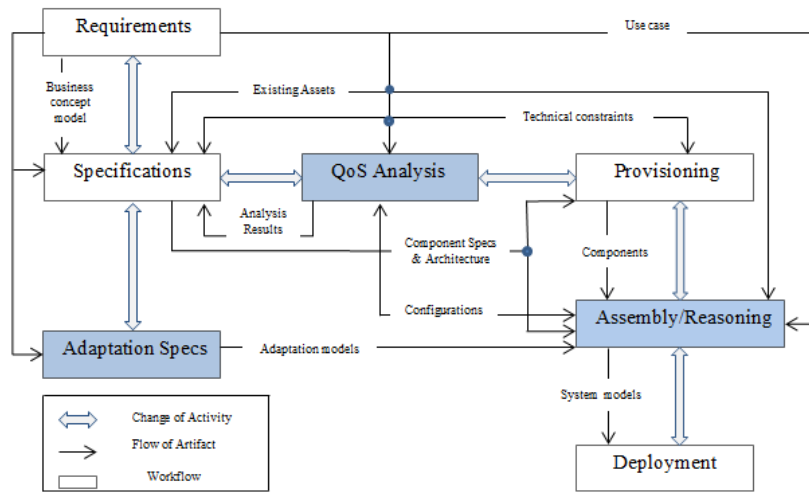 Requirements
Use case
Business
concept
model
Existing Assets
Technical constraints
Specifications
QoS Analysis
Provisioning
Analysis
Results
Component Specs
& Architecture
Components
Configurations
Assembly/Reasoning
Adaptation Specs
Adaptation models
System models
Change of Activity
Flow of Artifact
Workflow
Deployment